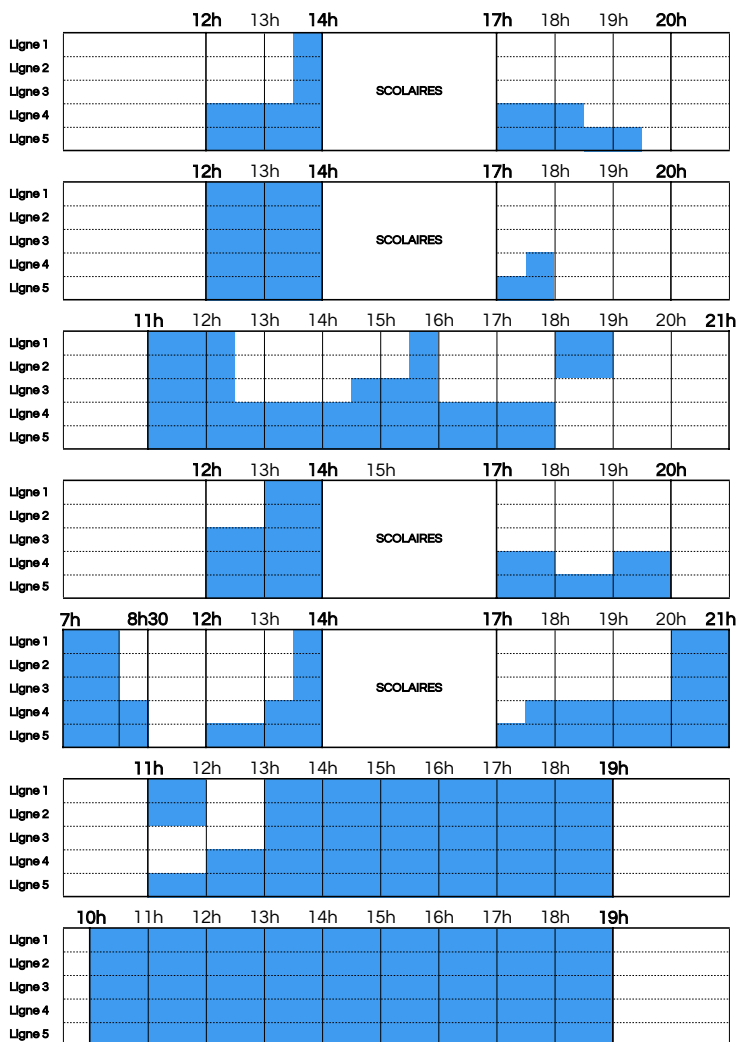 12h 13h 14h 17h 18h 19h 20h
Ligne 1
Ligne 2
Ligne 3
SCOLAIRES
Ligne 4
Ligne 5
12h 13h 14h 17h 18h 19h 20h
Ligne 1
Ligne 2
Ligne 3
SCOLAIRES
Ligne 4
Ligne 5
11h 12h 13h 14h 15h 16h 17h 18h 19h 20h 21h
Ligne 1
Ligne 2
Ligne 3
Ligne 4
Ligne 5
12h 13h 14h 15h 17h 18h 19h 20h
Ligne 1
Ligne 2
Ligne 3
SCOLAIRES
Ligne 4
Ligne 5
7h 8h30 12h 13h 14h 17h 18h 19h 20h 21h
Ligne 1
Ligne 2
Ligne 3
SCOLAIRES
Ligne 4
Ligne 5
11h 12h 13h 14h 15h 16h 17h 18h 19h
Ligne 1
Ligne 2
Ligne 3
Ligne 4
Ligne 5
10h 11h 12h 13h 14h 15h 16h 17h 18h 19h
Ligne 1
Ligne 2
Ligne 3
Ligne 4
Ligne 5